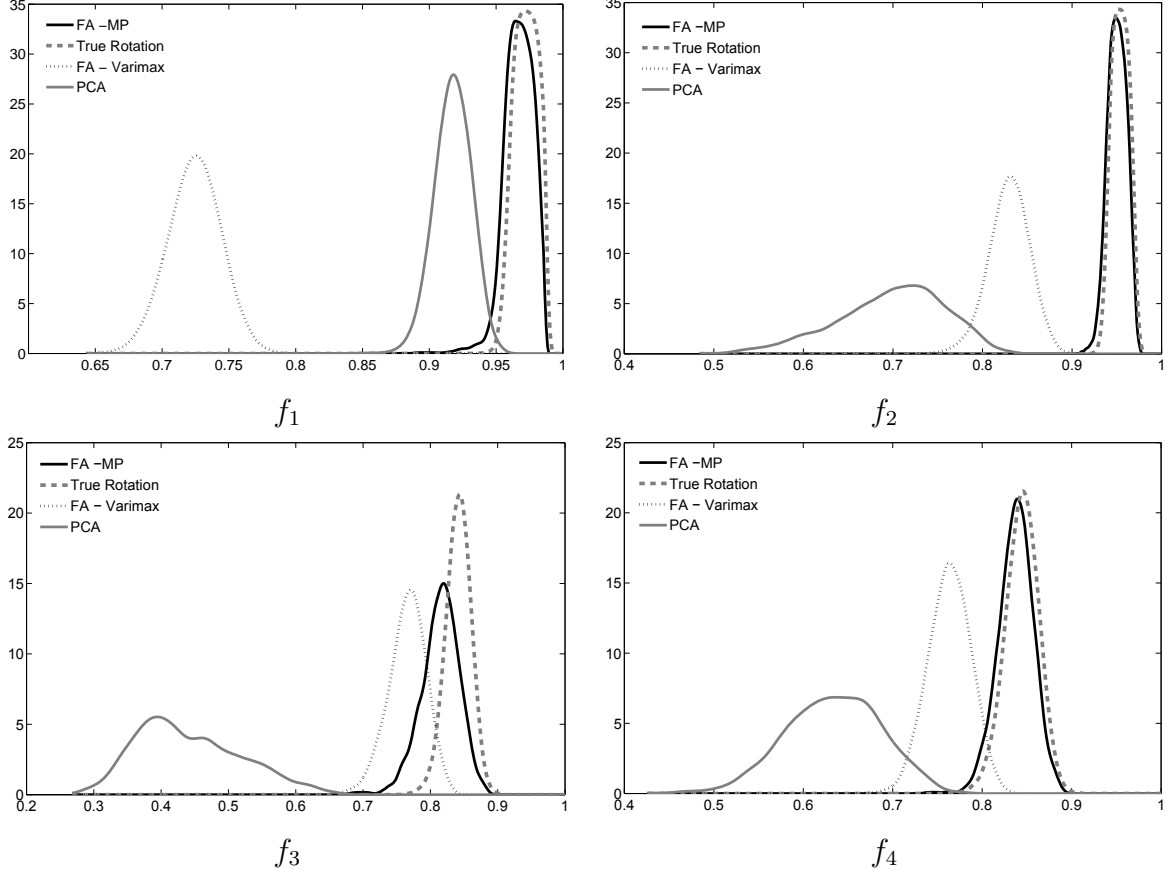 35
30
25
20
15
10
5
0
FA −MP
True Rotation
FA − Varimax
PCA
0.65 0.7 0.75 0.8 0.85 0.9 0.95 1
f1
35
30
25
20
15
10
5
0
FA −MP
True Rotation
FA − Varimax
PCA
0.4 0.5 0.6 0.7 0.8 0.9 1
f2
25
20
15
10
5
0
FA −MP
True Rotation
FA − Varimax
PCA
0.2 0.3 0.4 0.5 0.6 0.7 0.8 0.9 1
f3
25
20
15
10
5
0
FA −MP
True Rotation
FA − Varimax
PCA
0.4 0.5 0.6 0.7 0.8 0.9 1
f4